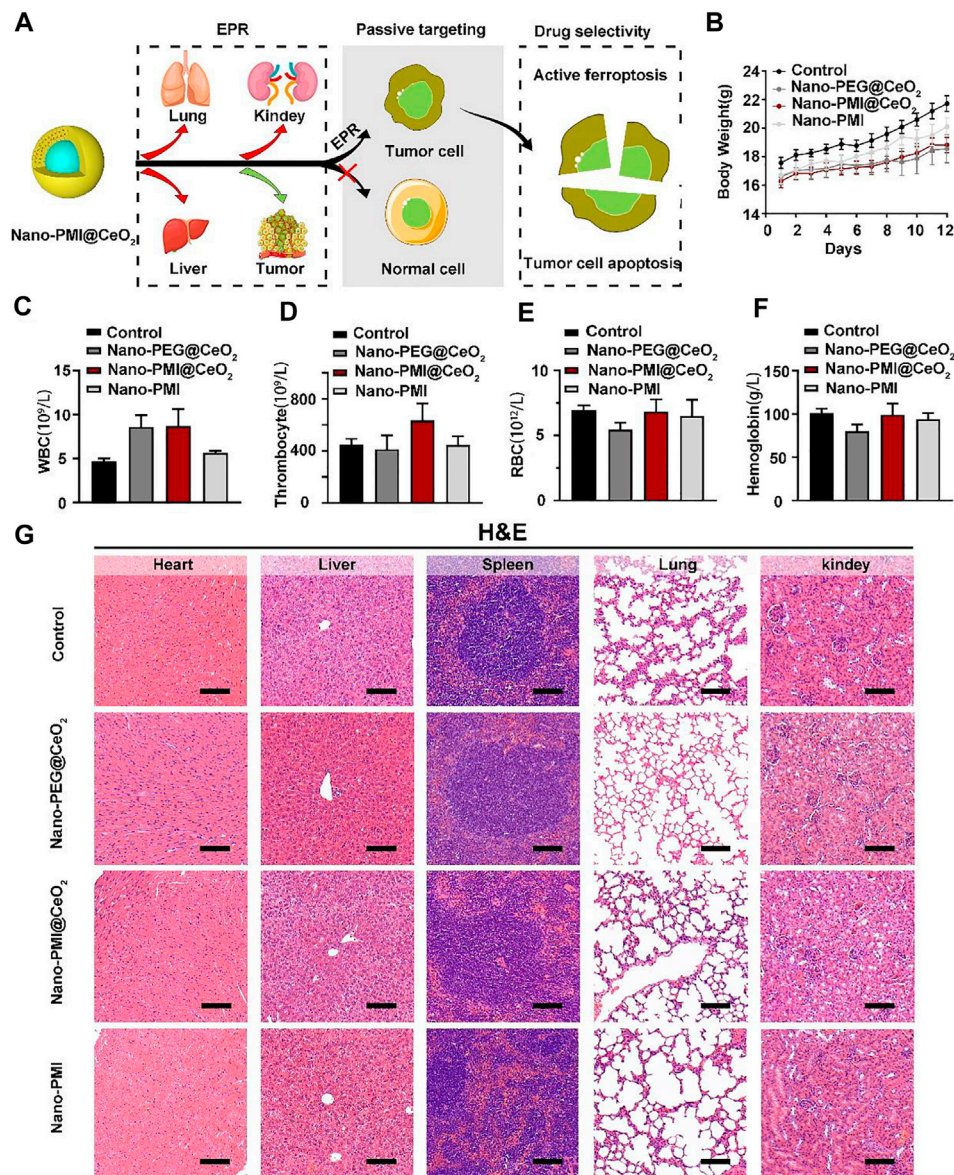 A
EPR
Passive targeting
Drug selectivity
Lung
Kindey
Liver
Tumor
Nano-PMI@CeO₂
EPR
Tumor cell
Normal cell
Active ferroptosis
Tumor cell apoptosis
B
Body Weight(g)
24
22
20
18
16
14
Control
Nano-PEG@CeO₂
Nano-PMI@CeO₂
Nano-PMI
0 1 2 3 4 5 6 7 8 9 10 11 12
Days
C
Control
Nano-PEG@CeO₂
Nano-PMI@CeO₂
Nano-PMI
WBC(10⁹/L)
15
10
5
0
D
Control
Nano-PEG@CeO₂
Nano-PMI@CeO₂
Nano-PMI
Thrombocyte(10⁹/L)
800
400
0
E
Control
Nano-PEG@CeO₂
Nano-PMI@CeO₂
Nano-PMI
RBC(10¹²/L)
10
5
0
F
Control
Nano-PEG@CeO₂
Nano-PMI@CeO₂
Nano-PMI
Hemoglobin(g/L)
150
100
50
0
G
H&E
Heart Liver Spleen Lung kindey
Control
Nano-PEG@CeO₂
Nano-PMI@CeO₂
Nano-PMI